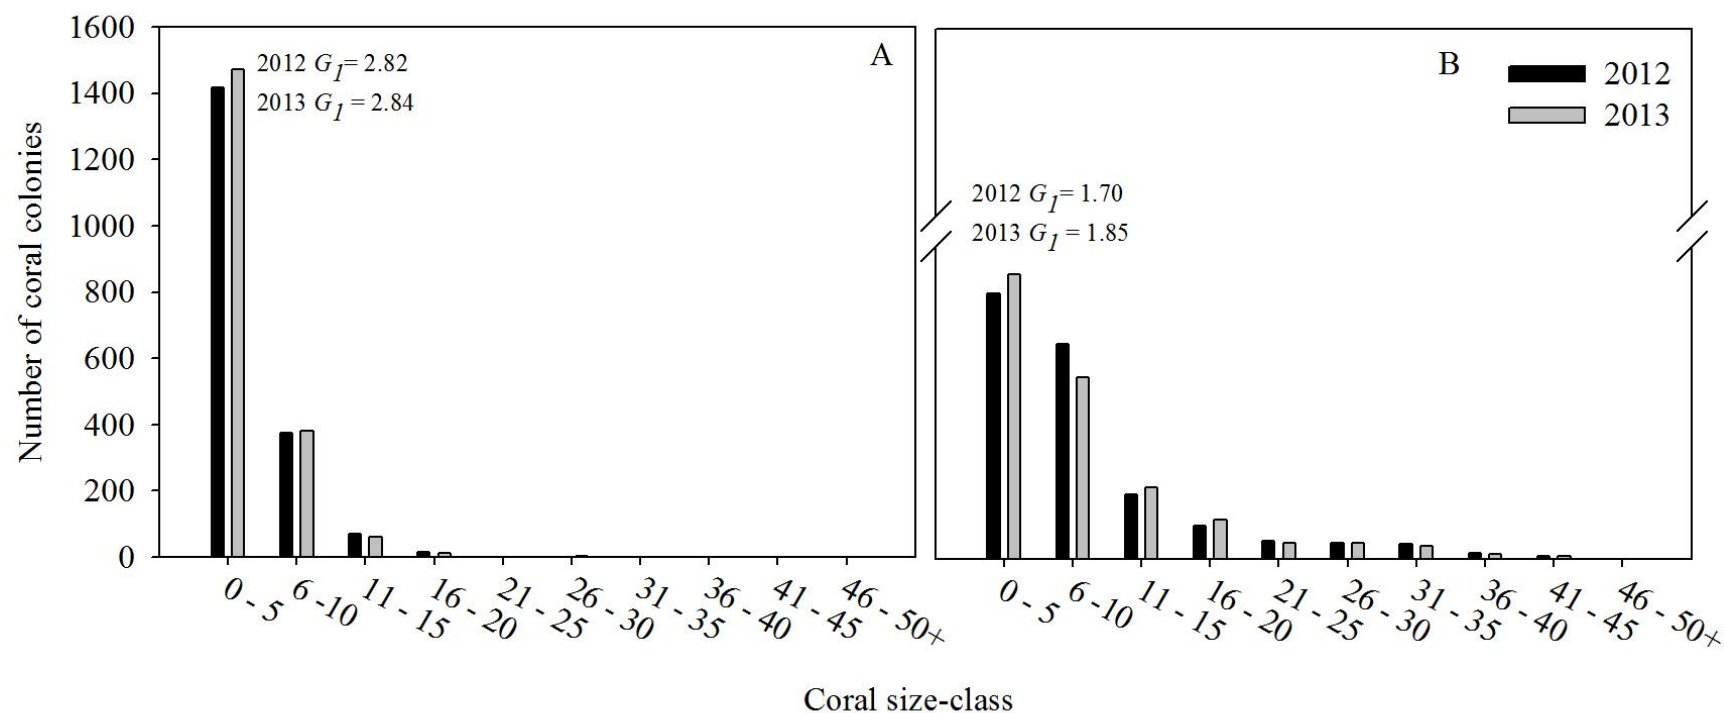 Number of coral colonies
1600
1400
1200
1000
800
600
400
200
0
A
2012 G1= 2.82
2013 G1 = 2.84
0 - 5
6 -10
11 - 15
16 - 20
21 - 25
26 - 30
31 - 35
36 - 40
41 - 45
46 - 50+
B
2012
2013
2012 G1= 1.70
2013 G1 = 1.85
0 - 5
6 -10
11 - 15
16 - 20
21 - 25
26 - 30
31 - 35
36 - 40
41 - 45
46 - 50+
Coral size-class